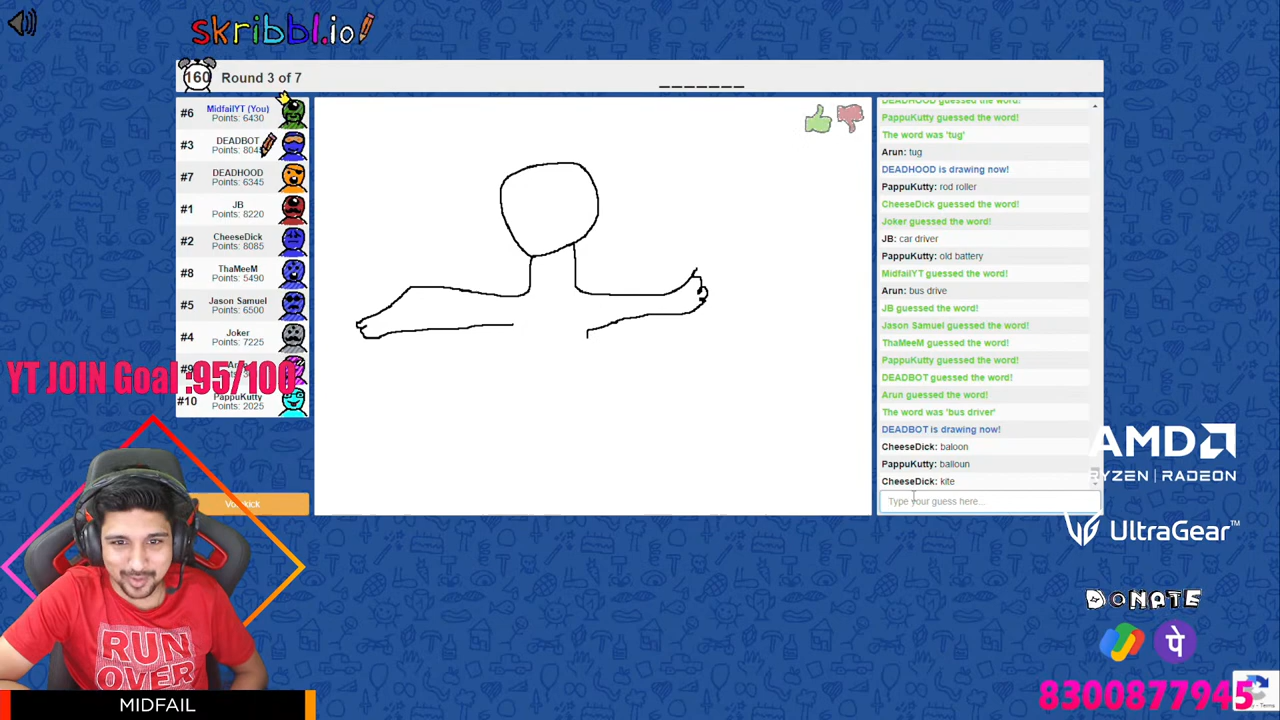 skribbl.io
160
Round 3 of 7
_ _ _ _ _ _ _
#6
MidfailYT (You)
Points: 6430
#3
DEADBOT
#7
DEADHOOD
Points: 6345
#1
JB
Points: 8220
#2
CheeseDick
Points: 8085
#8
ThaMeeM
Points: 5490
#5
Jason Samuel
Points: 6500
#4
Joker
Points: 7225
#10
PappuKutty
Points: 2025
YT JOIN Goal :95/100
DEADHOOD guessed the word!
PappuKutty guessed the word!
The word was 'tug'
Arun: tug
DEADHOOD is drawing now!
PappuKutty: rod roller
CheeseDick guessed the word!
Joker guessed the word!
JB: car driver
PappuKutty: old battery
MidfailYT guessed the word!
Arun: bus drive
JB guessed the word!
Jason Samuel guessed the word!
ThaMeeM guessed the word!
PappuKutty guessed the word!
DEADBOT guessed the word!
Arun guessed the word!
The word was 'bus driver'
DEADBOT is drawing now!
CheeseDick: baloon
PappuKutty: balloun
CheeseDick: kite
Type your guess here...
AMD
RYZEN | RADEON
UltraGear™
DONATE
पे
8300877945
RUN
OVER
MIDFAIL